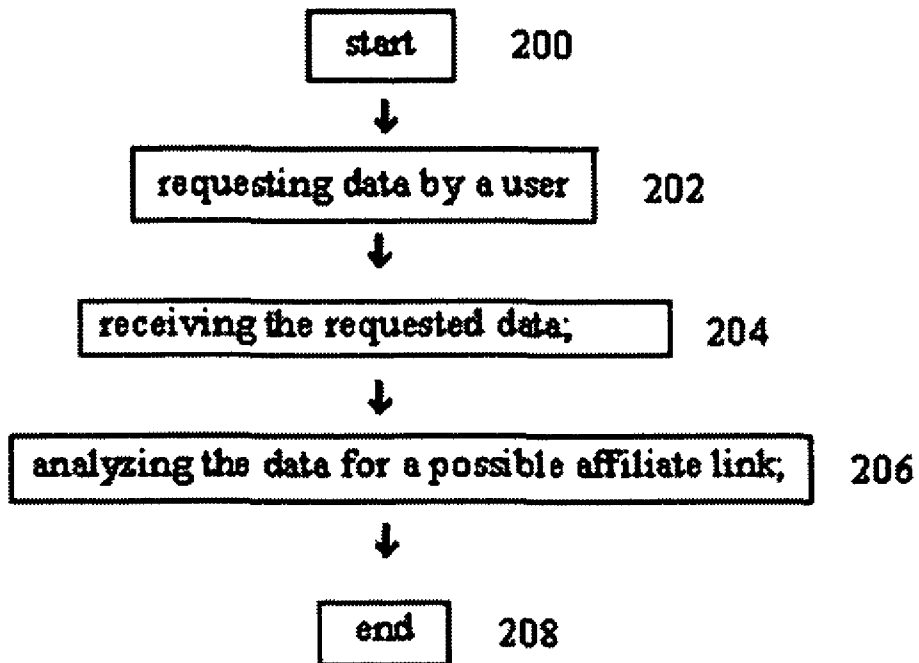 start 200
requesting data by a user 202
receiving the requested data; 204
analyzing the data for a possible affiliate link; 206
end 208